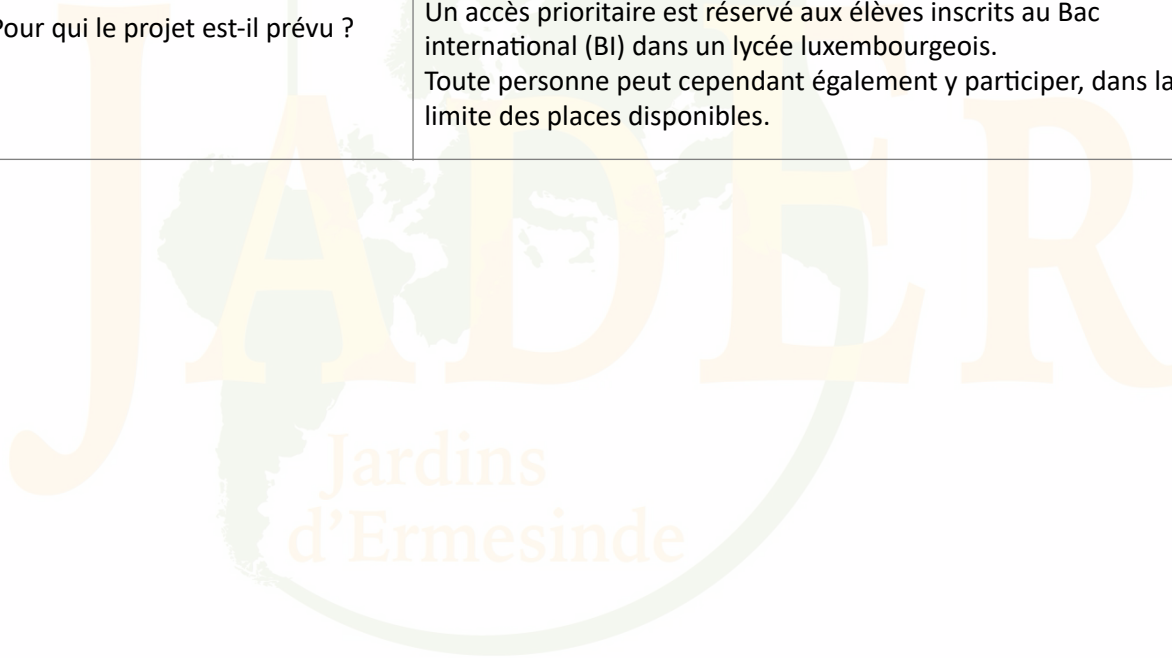 Pour qui le projet est-il prévu ?
Un accès prioritaire est réservé aux élèves inscrits au Bac
international (BI) dans un lycée luxembourgeois.
Toute personne peut cependant également y participer, dans la
limite des places disponibles.
JADER
Jardins
d'Ermesinde